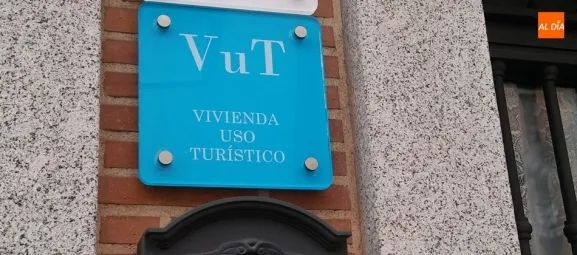 AL DÍA
VuT
VIVIENDA
USO
TURÍSTICO